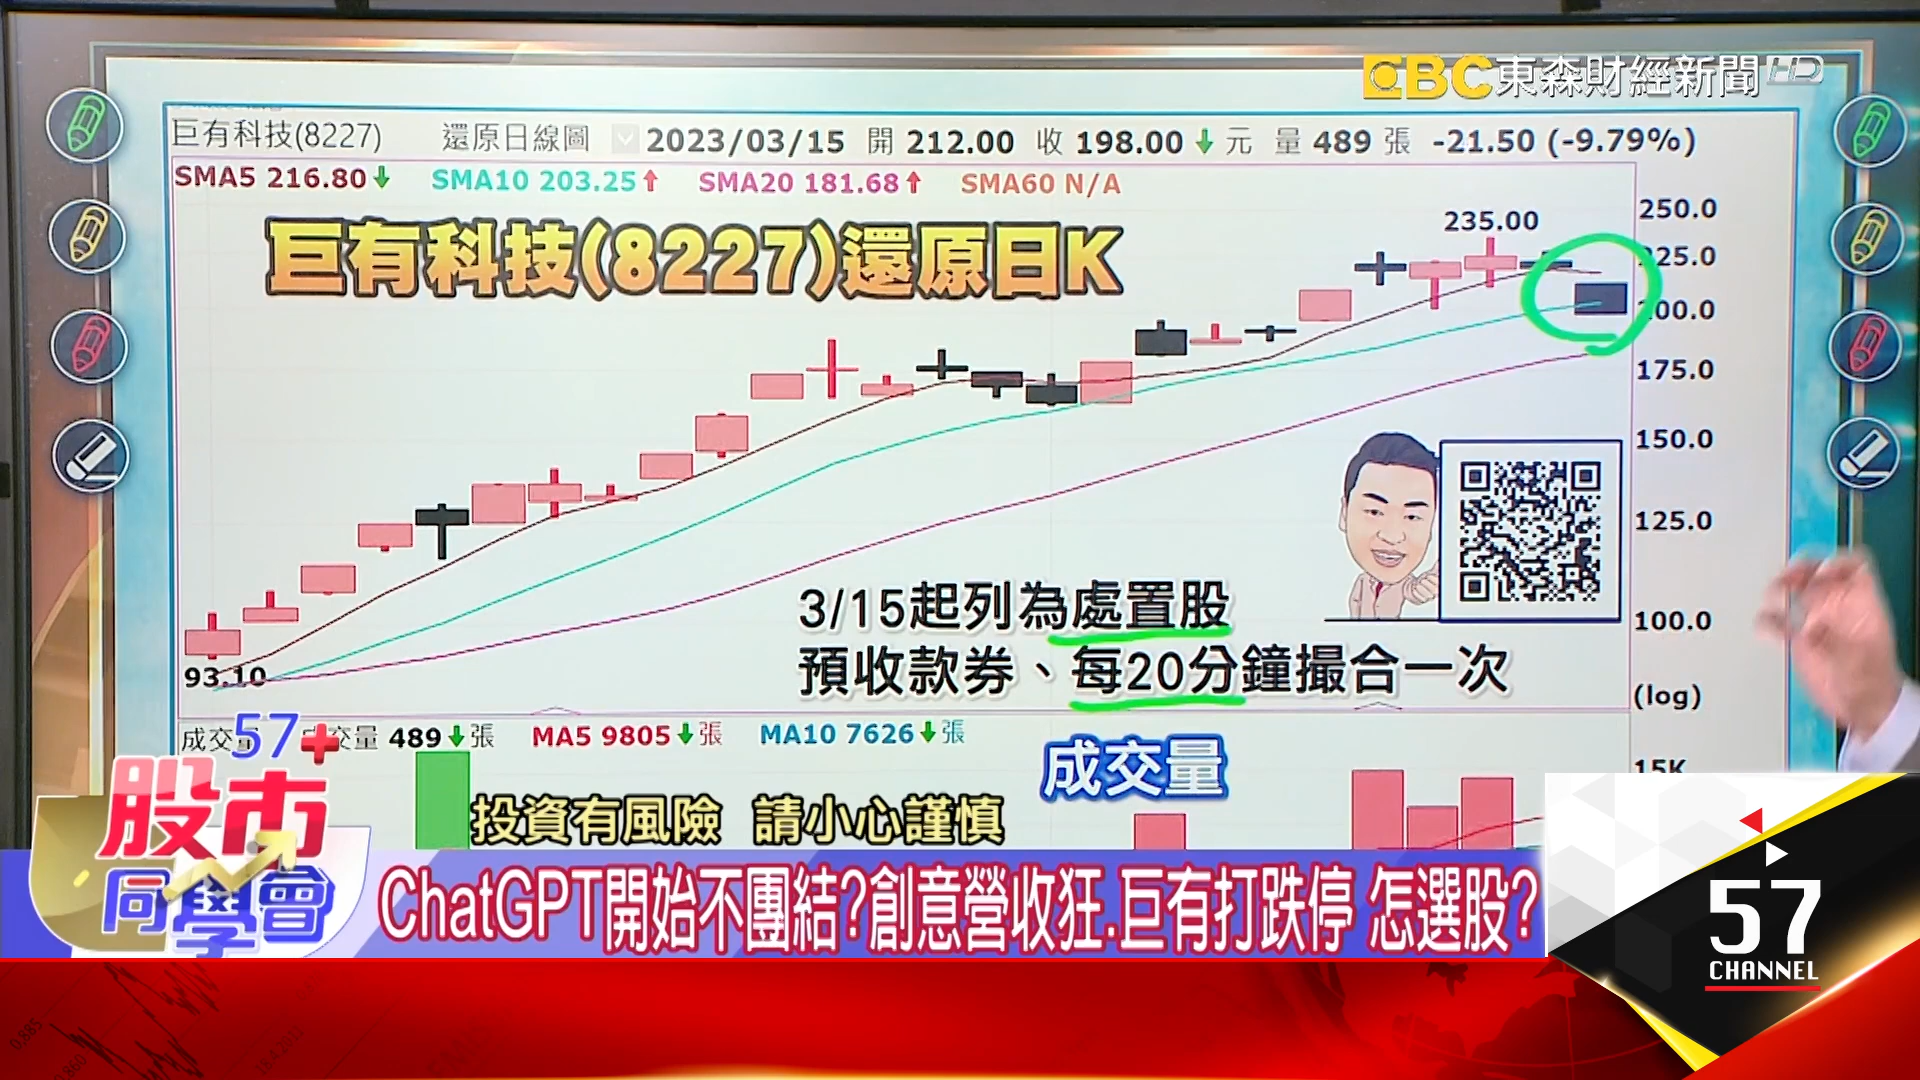 EBC東森財經新聞HD
巨有科技(8227) 還原日線圖 2023/03/15 開 212.00 收 198.00 ↓ 元 量 489 張 -21.50 (-9.79%)
SMA5 216.80↓ SMA10 203.25↑ SMA20 181.68↑ SMA60 N/A
巨有科技(8227)還原日K
235.00
250.0
225.0
200.0
175.0
150.0
125.0
100.0
(log)
93.10
3/15起列為處置股
預收款券、每20分鐘撮合一次
成交量 交量 489↓張 MA5 9805↓張 MA10 7626↓張
成交量
15K
投資有風險 請小心謹慎
57+
股市
同學會
ChatGPT開始不團結?創意營收狂.巨有打跌停 怎選股?
57
CHANNEL